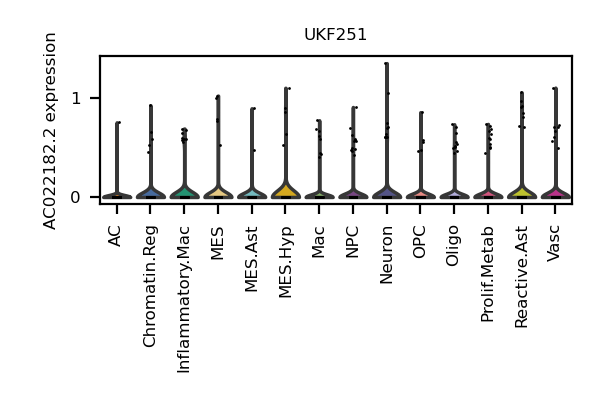 UKF251
AC022182.2 expression
1
0
AC
Chromatin.Reg
Inflammatory.Mac
MES
MES.Ast
MES.Hyp
Mac
NPC
Neuron
OPC
Oligo
Prolif.Metab
Reactive.Ast
Vasc